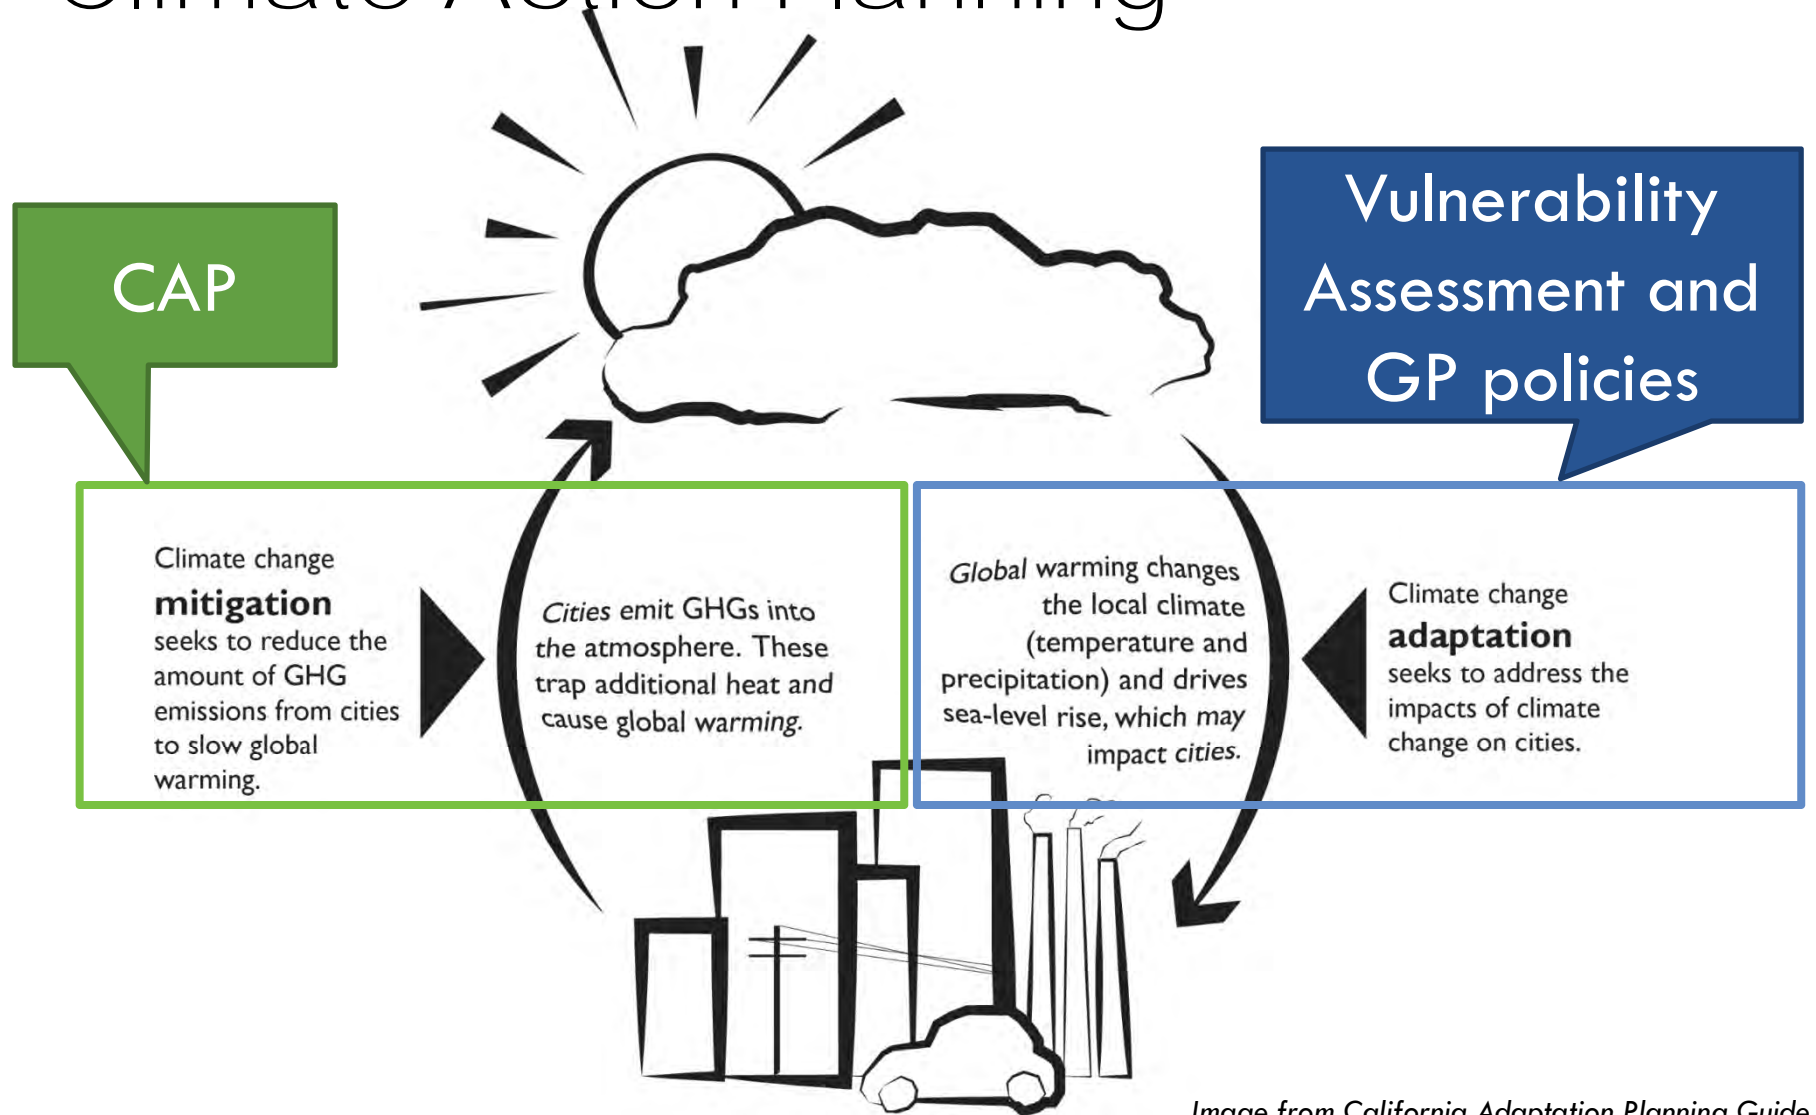 Climate Action Planning
CAP
Vulnerability
Assessment and
GP policies
Climate change
mitigation
seeks to reduce the
amount of GHG
emissions from cities
to slow global
warming.
Cities emit GHGs into
the atmosphere. These
trap additional heat and
cause global warming.
Global warming changes
the local climate
(temperature and
precipitation) and drives
sea-level rise, which may
impact cities.
Climate change
adaptation
seeks to address the
impacts of climate
change on cities.
Image from California Adaptation Planning Guide